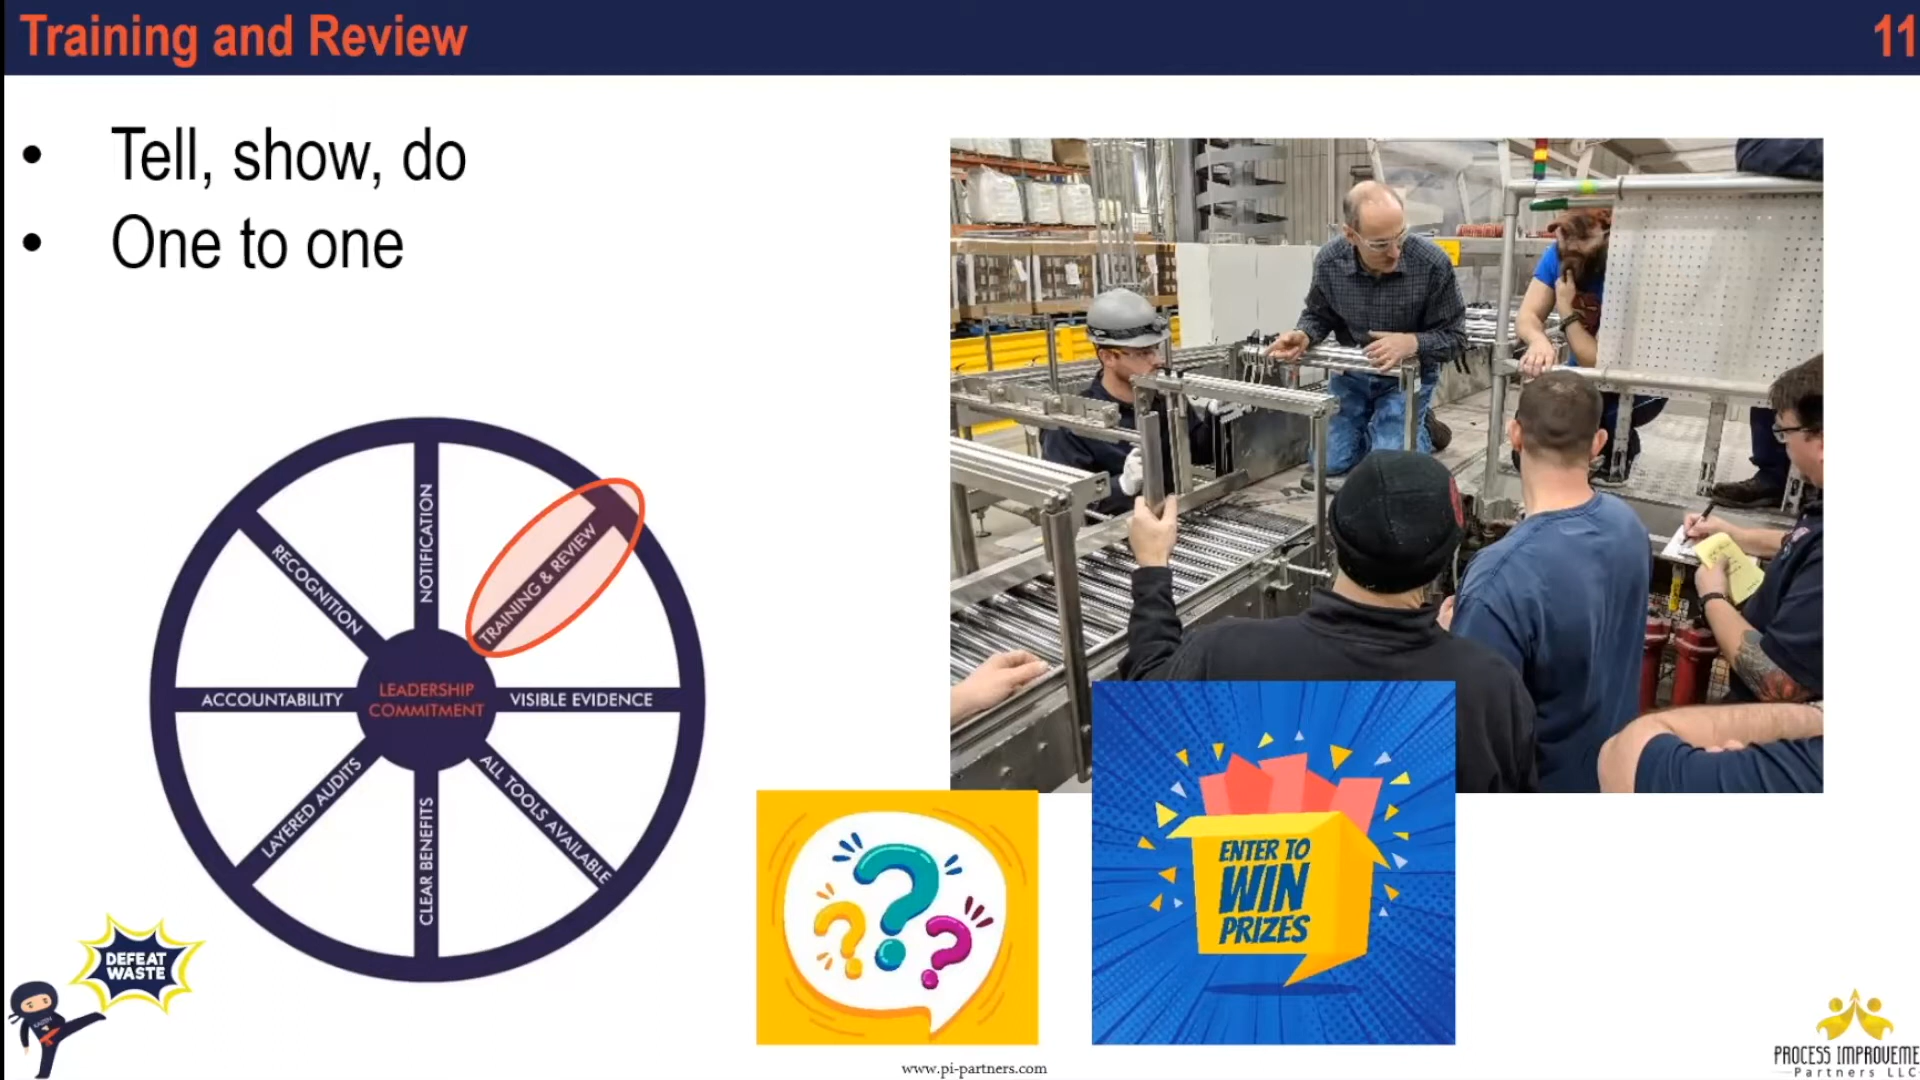 Training and Review
11
• Tell, show, do
• One to one
NOTIFICATION
TRAINING & REVIEW
VISIBLE EVIDENCE
ALL TOOLS AVAILABLE
CLEAR BENEFITS
LAYERED AUDITS
ACCOUNTABILITY
RECOGNITION
LEADERSHIP
COMMITMENT
DEFEAT
WASTE
KAIZEN
ENTER TO
WIN
PRIZES
www.pi-partners.com
PROCESS IMPROVEME
Partners LLC